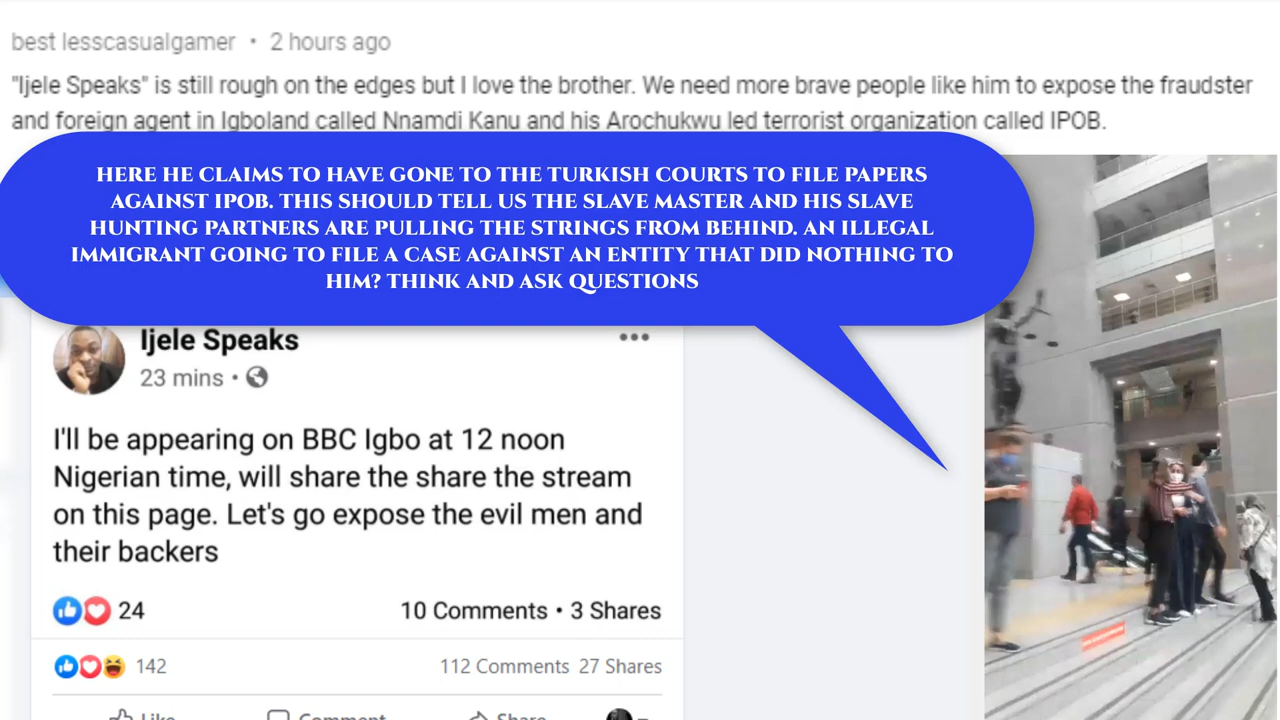 best lesscasualgamer • 2 hours ago
"Ijele Speaks" is still rough on the edges but I love the brother. We need more brave people like him to expose the fraudster
and foreign agent in Igboland called Nnamdi Kanu and his Arochukwu led terrorist organization called IPOB.
HERE HE CLAIMS TO HAVE GONE TO THE TURKISH COURTS TO FILE PAPERS
AGAINST IPOB. THIS SHOULD TELL US THE SLAVE MASTER AND HIS SLAVE
HUNTING PARTNERS ARE PULLING THE STRINGS FROM BEHIND. AN ILLEGAL
IMMIGRANT GOING TO FILE A CASE AGAINST AN ENTITY THAT DID NOTHING TO
HIM? THINK AND ASK QUESTIONS
Ijele Speaks
23 mins •
I'll be appearing on BBC Igbo at 12 noon
Nigerian time, will share the share the stream
on this page. Let's go expose the evil men and
their backers
24 10 Comments • 3 Shares
142 112 Comments 27 Shares
Like Comment Share